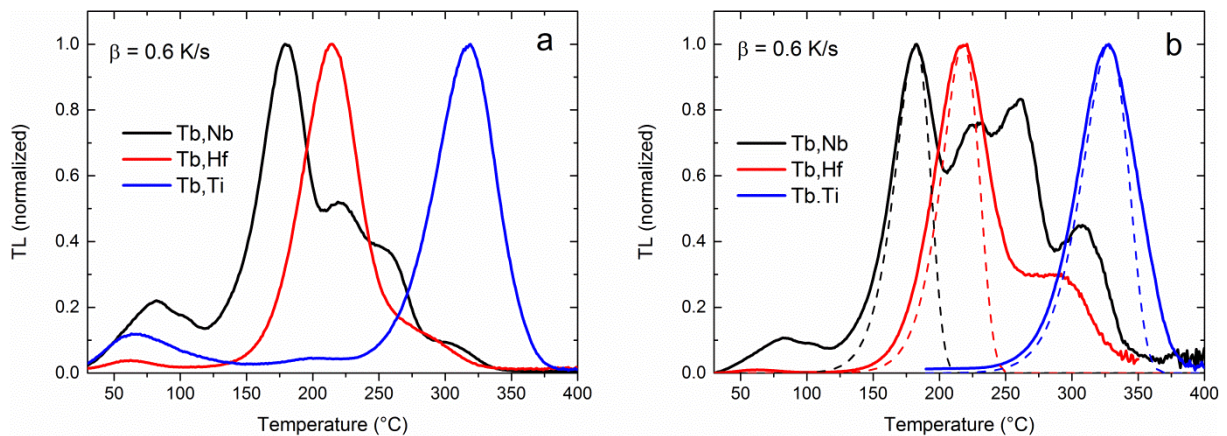 a
β = 0.6 K/s
Tb,Nb
Tb,Hf
Tb,Ti
TL (normalized)
1.0
0.8
0.6
0.4
0.2
0.0
50 100 150 200 250 300 350 400
Temperature (°C)
b
β = 0.6 K/s
Tb,Nb
Tb,Hf
Tb.Ti
TL (normalized)
1.0
0.8
0.6
0.4
0.2
0.0
50 100 150 200 250 300 350 400
Temperature (°C)